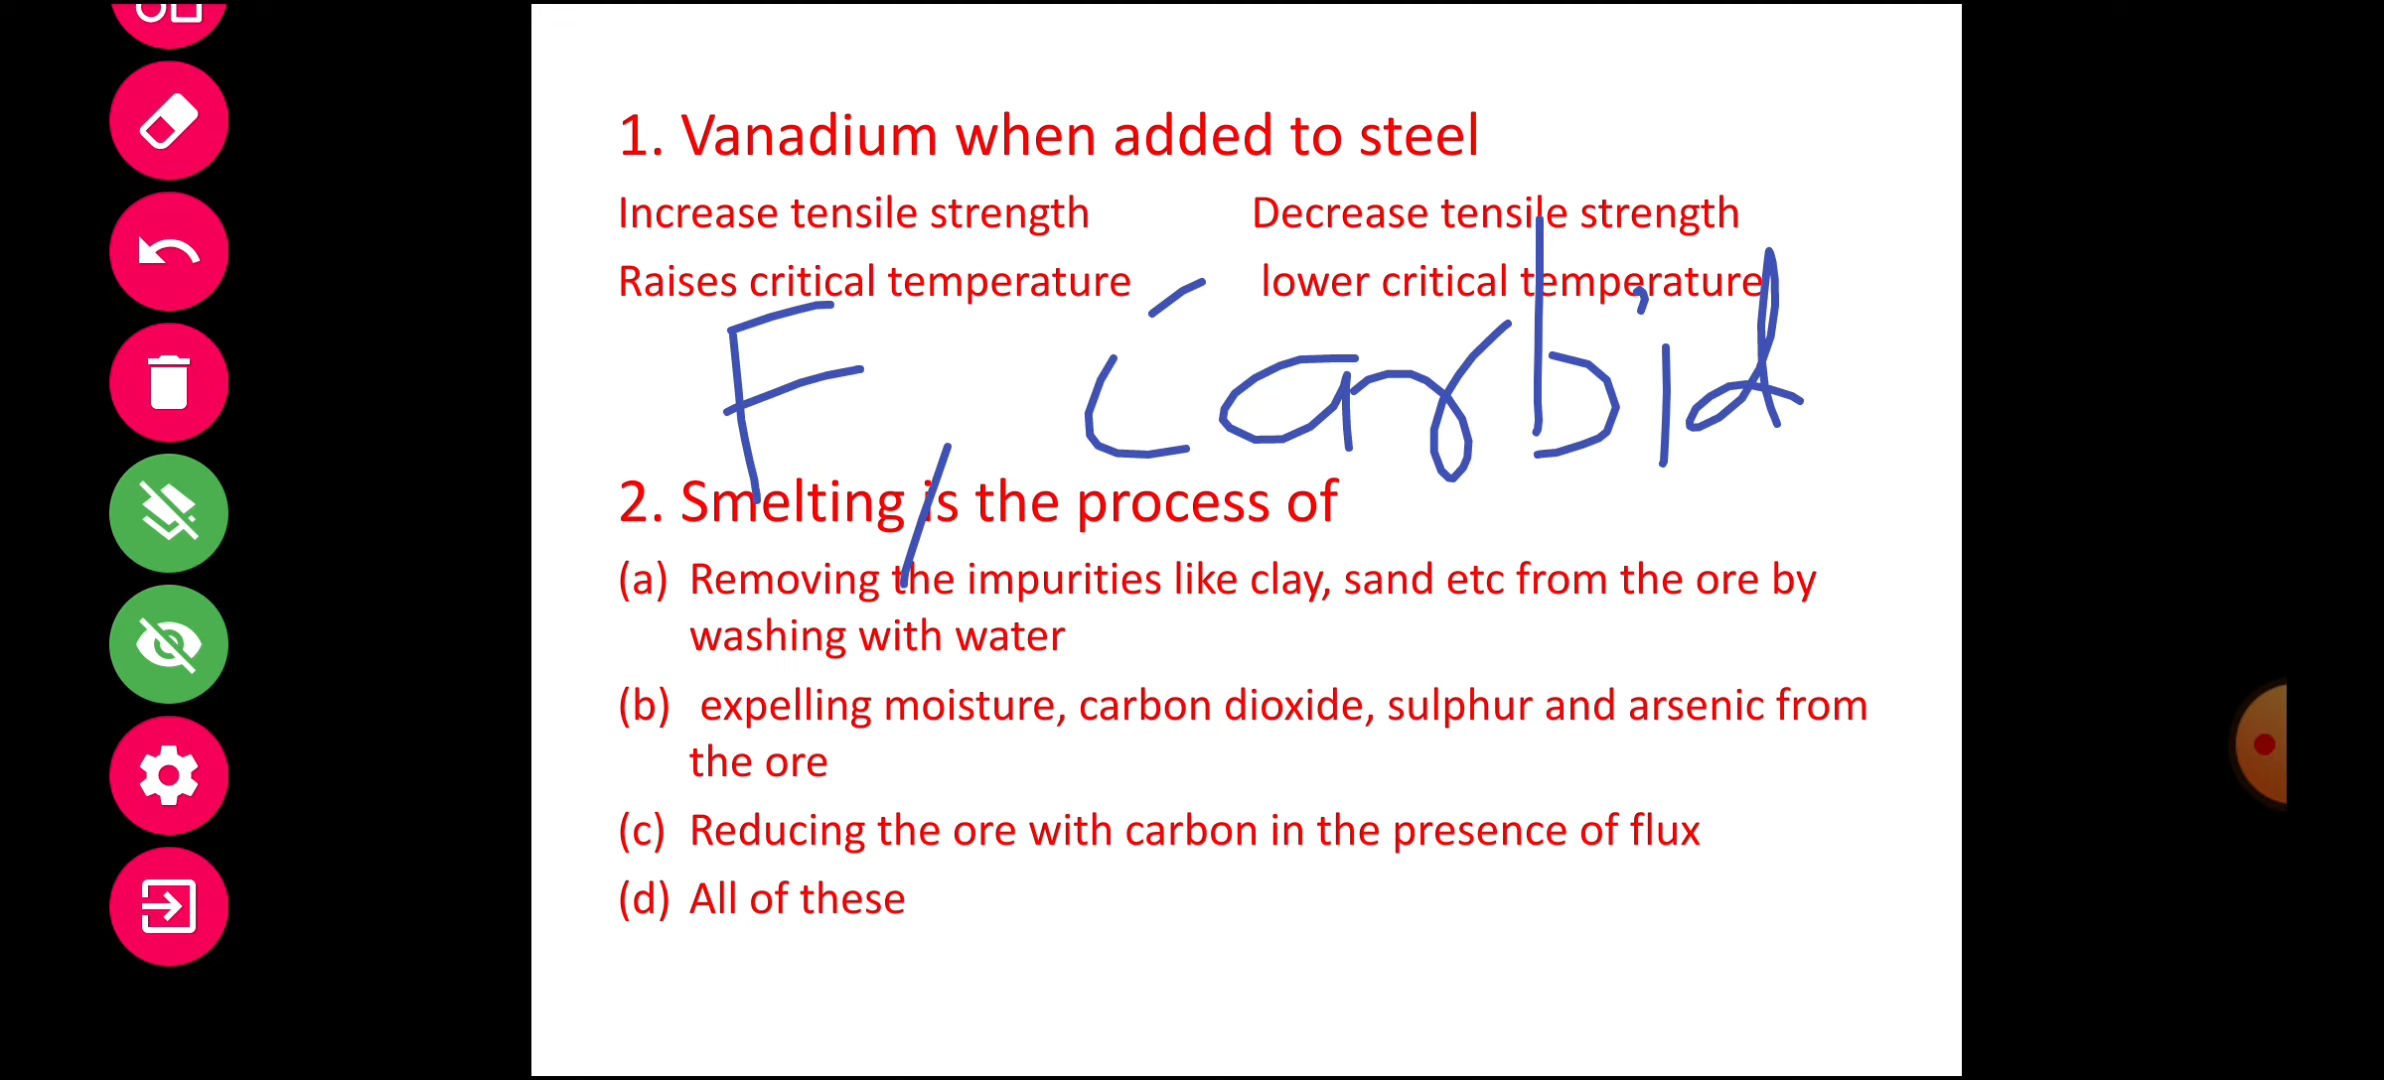 1. Vanadium when added to steel
Increase tensile strength Decrease tensile strength
Raises critical temperature lower critical temperature
F, Carbid
2. Smelting is the process of
(a) Removing the impurities like clay, sand etc from the ore by
washing with water
(b) expelling moisture, carbon dioxide, sulphur and arsenic from
the ore
(c) Reducing the ore with carbon in the presence of flux
(d) All of these